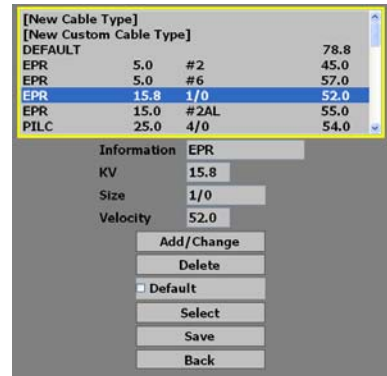 [New Cable Type]
[New Custom Cable Type]
DEFAULT 78.8
EPR 5.0 #2 45.0
EPR 5.0 #6 57.0
EPR 15.8 1/0 52.0
EPR 15.0 #2AL 55.0
PILC 25.0 4/0 54.0
Information EPR
KV 15.8
Size 1/0
Velocity 52.0
Add/Change
Delete
Default
Select
Save
Back